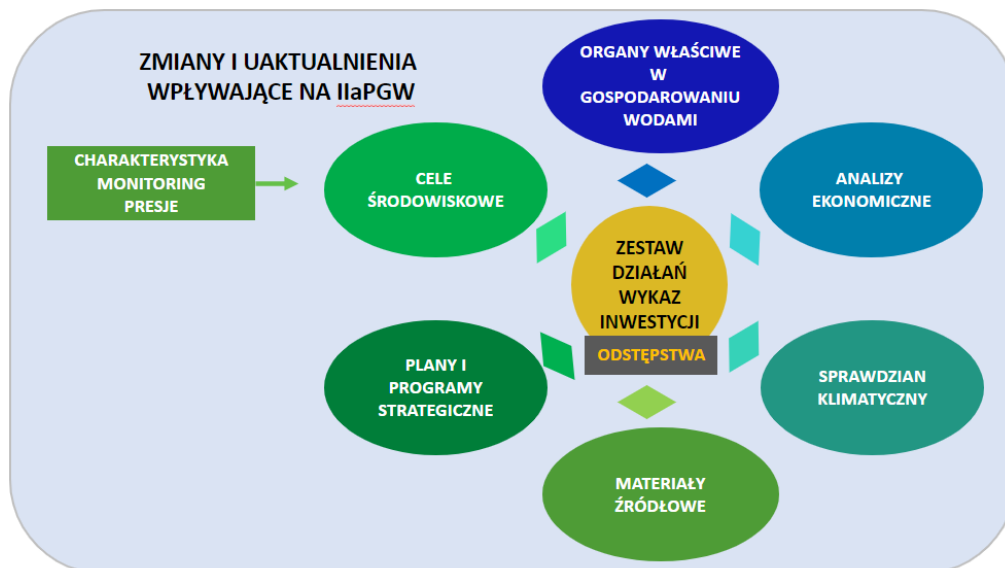 ZMIANY I UAKTUALNIENIA
WPŁYWAJĄCE NA IIaPGW
ORGANY WŁAŚCIWE
W
GOSPODAROWANIU
WODAMI
CHARAKTERYSTYKA
MONITORING
PRESJE
CELE
ŚRODOWISKOWE
ANALIZY
EKONOMICZNE
ZESTAW
DZIAŁAŃ
WYKAZ
INWESTYCJI
ODSTĘPSTWA
PLANY I
PROGRAMY
STRATEGICZNE
SPRAWDZIAN
KLIMATYCZNY
MATERIAŁY
ŹRÓDŁOWE